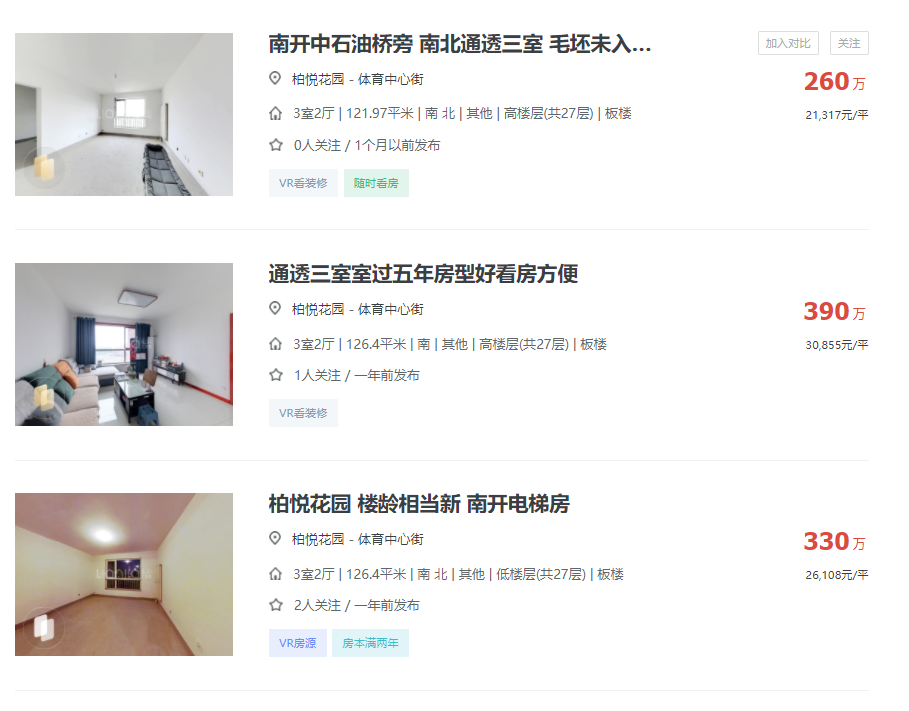 南开中石油桥旁 南北通透三室 毛坯未入...
加入对比 关注
柏悦花园 - 体育中心街
260万
3室2厅 | 121.97平米 | 南 北 | 其他 | 高楼层(共27层) | 板楼
21,317元/平
0人关注 / 1个月以前发布
VR看装修 随时看房
通透三室室过五年房型好看房方便
柏悦花园 - 体育中心街
390万
3室2厅 | 126.4平米 | 南 | 其他 | 高楼层(共27层) | 板楼
30,855元/平
1人关注 / 一年前发布
VR看装修
柏悦花园 楼龄相当新 南开电梯房
柏悦花园 - 体育中心街
330万
3室2厅 | 126.4平米 | 南 北 | 其他 | 低楼层(共27层) | 板楼
26,108元/平
2人关注 / 一年前发布
VR房源 房本满两年